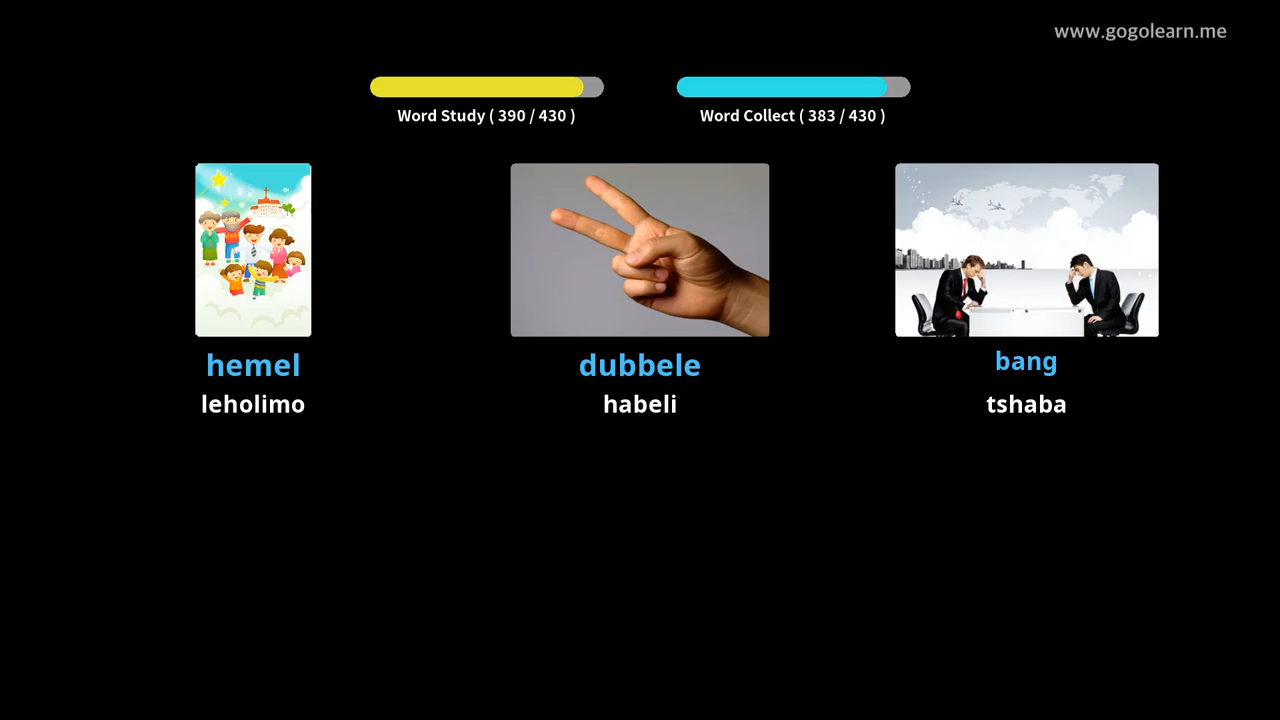 www.gogolearn.me
Word Study ( 390 / 430 )
Word Collect ( 383 / 430 )
hemel
dubbele
bang
leholimo
habeli
tshaba